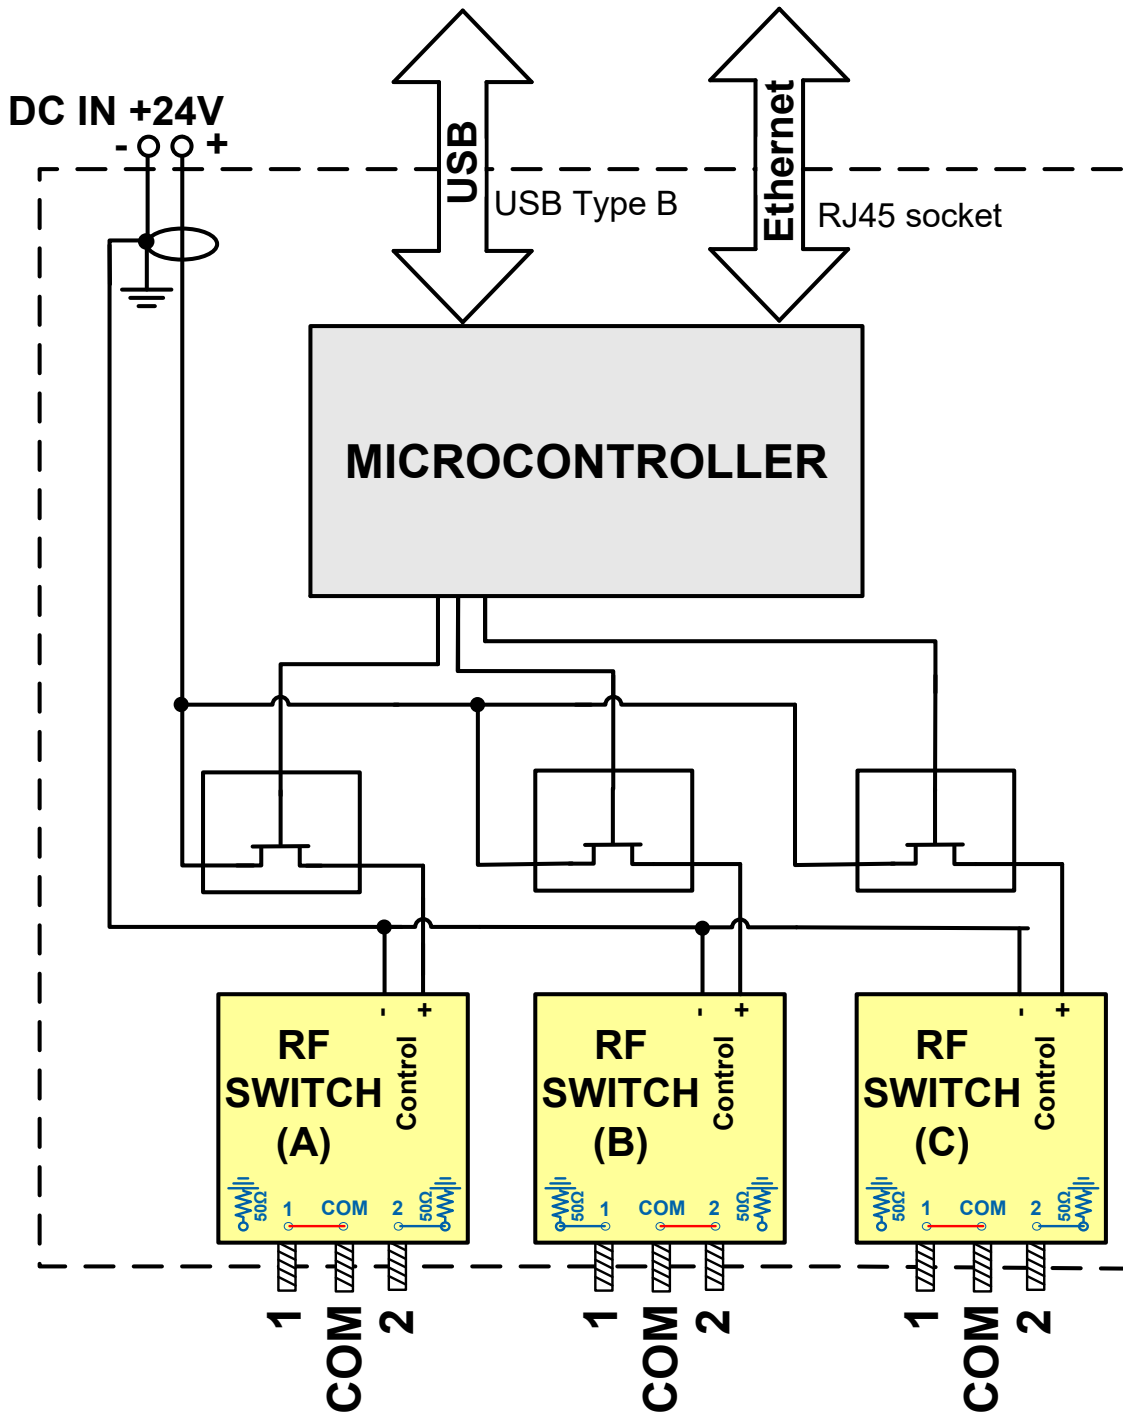 DC IN +24V
- +
USB
USB Type B
Ethernet
RJ45 socket
MICROCONTROLLER
- +
RF
SWITCH
(A)
Control
50Ω 1 COM 2 50Ω
- +
RF
SWITCH
(B)
Control
50Ω 1 COM 2 50Ω
- +
RF
SWITCH
(C)
Control
50Ω 1 COM 2 50Ω
1 COM 2
1 COM 2
1 COM 2